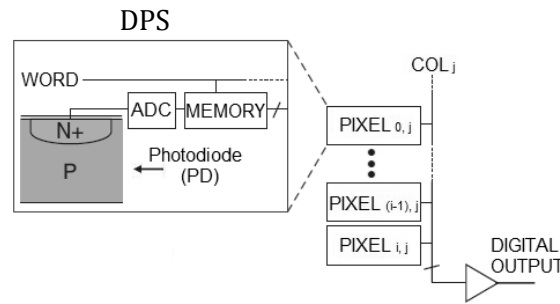 DPS
WORD
COL j
ADC
MEMORY
N+
P
Photodiode
(PD)
PIXEL 0, j
PIXEL (i-1), j
PIXEL i, j
DIGITAL
OUTPUT